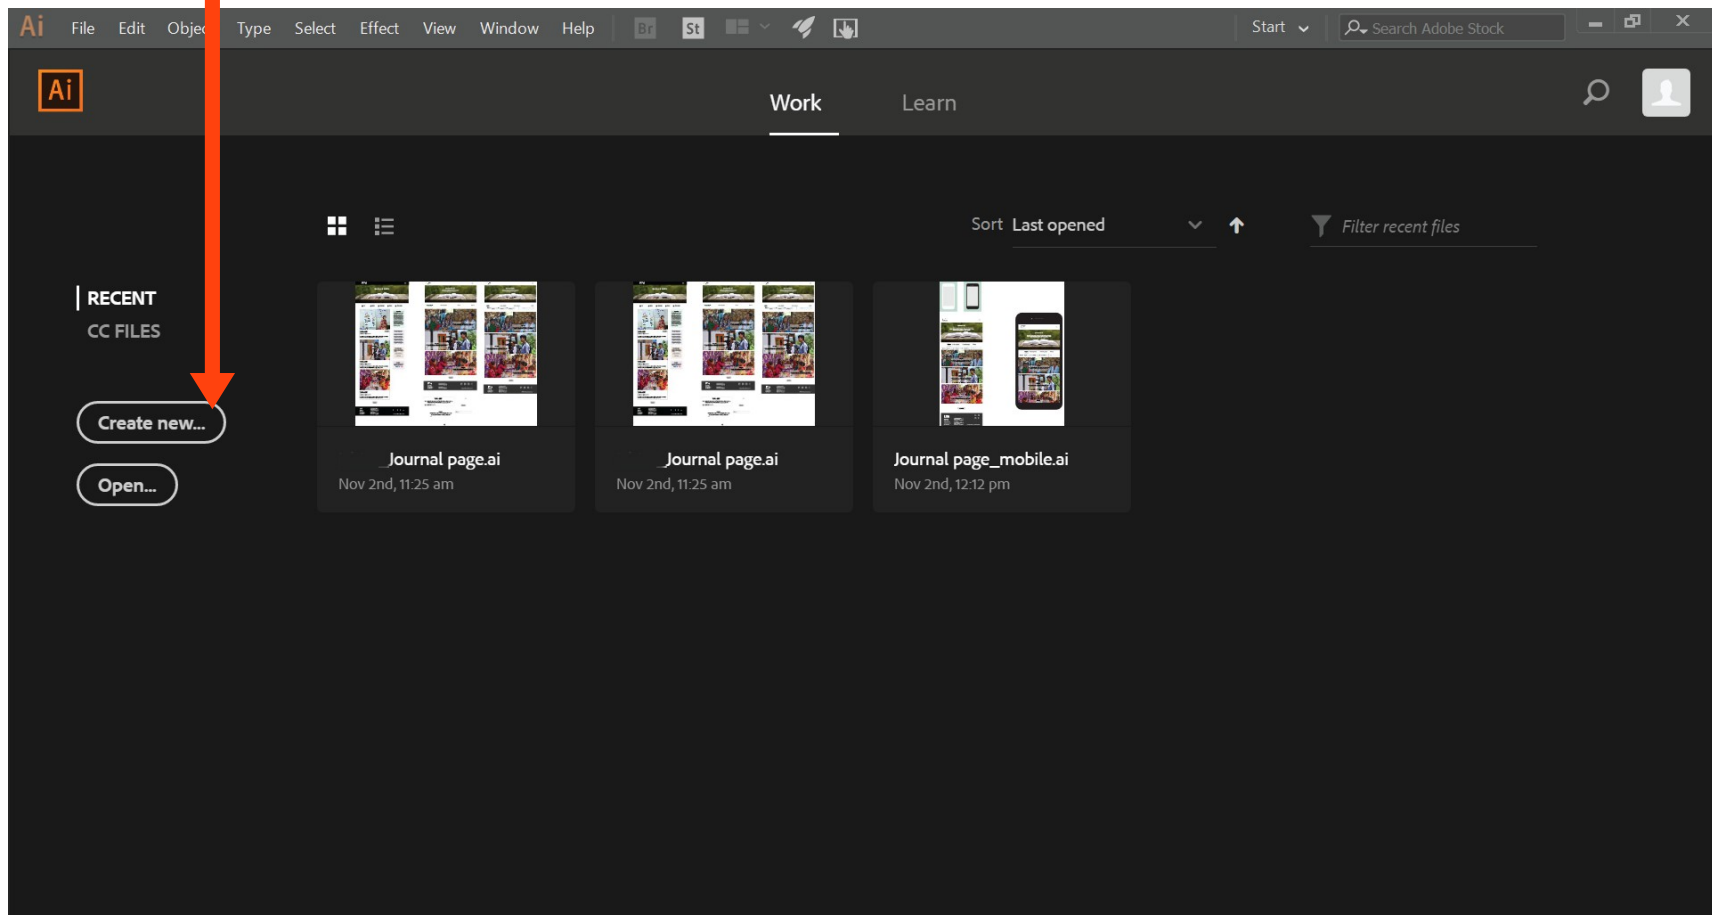 Ai File Edit Objec Type Select Effect View Window Help Br St Start Search Adobe Stock
Ai
Work Learn
Sort Last opened Filter recent files
RECENT
CC FILES
Create new...
Open...
_Journal page.ai
Nov 2nd, 11:25 am
_Journal page.ai
Nov 2nd, 11:25 am
Journal page_mobile.ai
Nov 2nd, 12:12 pm